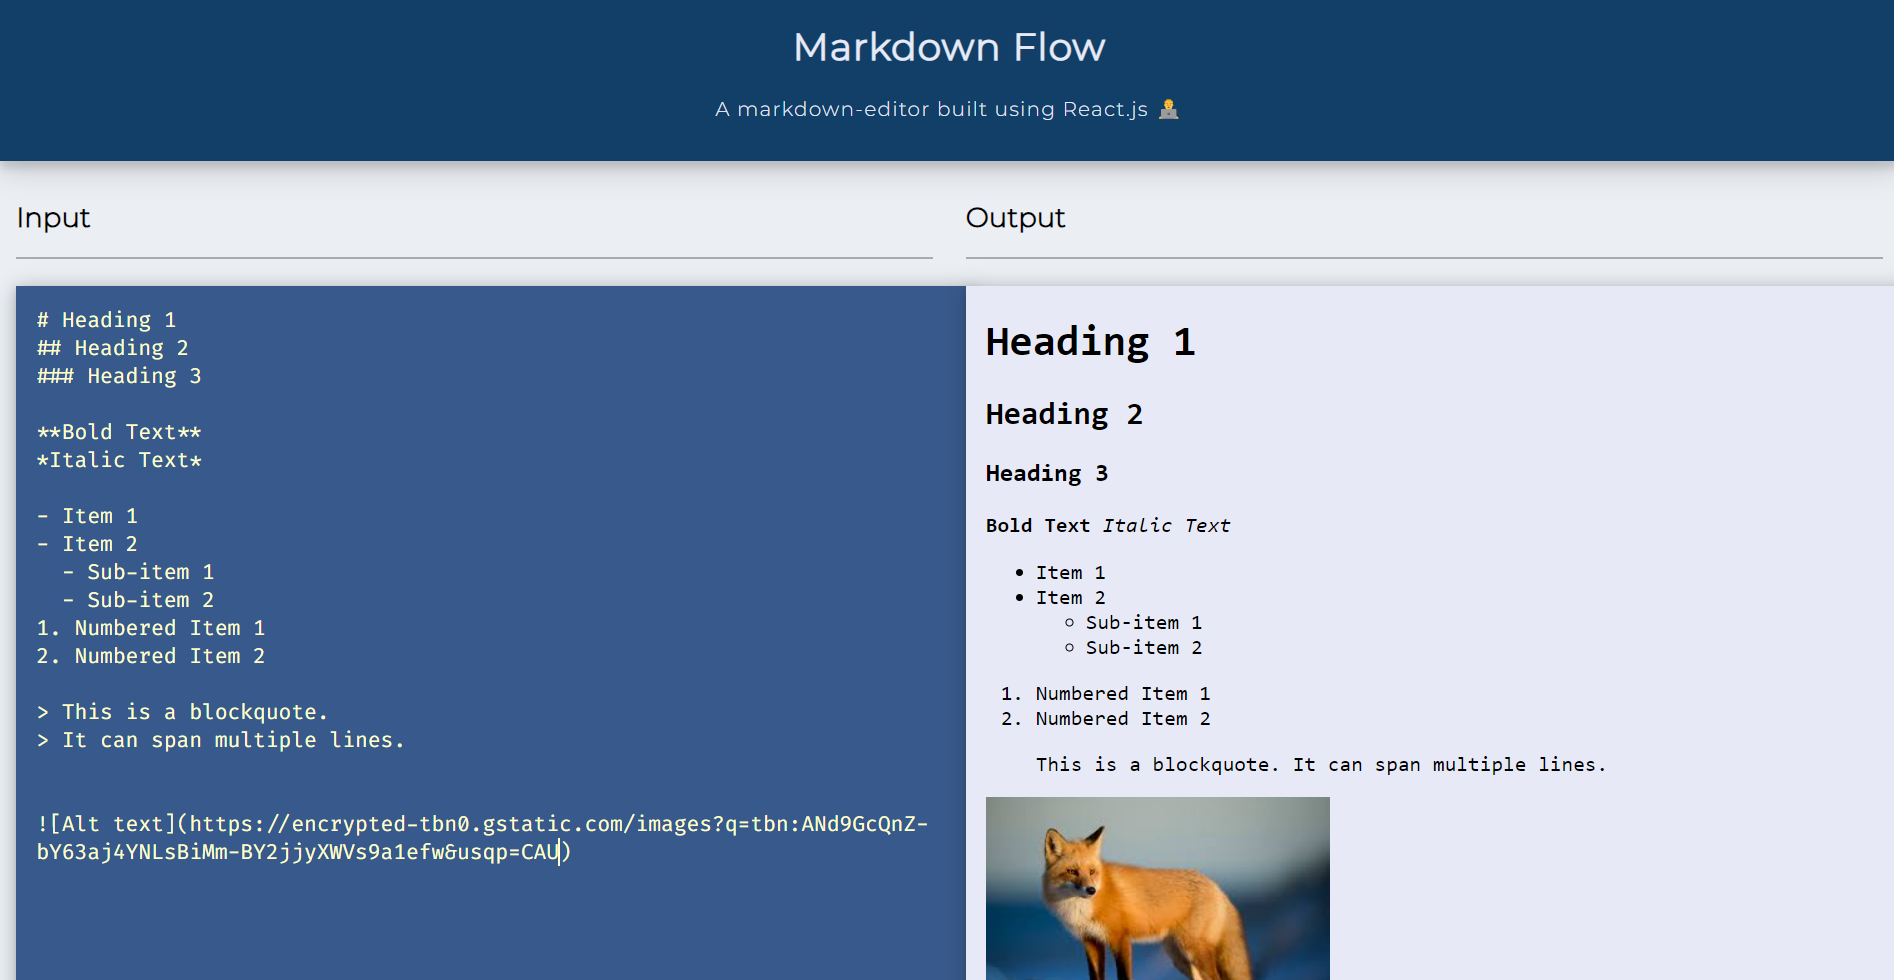 Markdown Flow
A markdown-editor built using React.js 🧑‍💻
Input
# Heading 1
## Heading 2
### Heading 3
**Bold Text**
*Italic Text*
- Item 1
- Item 2
  - Sub-item 1
  - Sub-item 2
1. Numbered Item 1
2. Numbered Item 2
> This is a blockquote.
> It can span multiple lines.
![Alt text](https://encrypted-tbn0.gstatic.com/images?q=tbn:ANd9GcQnZ-
bY63aj4YNLsBiMm-BY2jjyXWVs9a1efw&usqp=CAU)
Output
Heading 1
Heading 2
Heading 3
Bold Text Italic Text
• Item 1
• Item 2
◦ Sub-item 1
◦ Sub-item 2
1. Numbered Item 1
2. Numbered Item 2
This is a blockquote. It can span multiple lines.